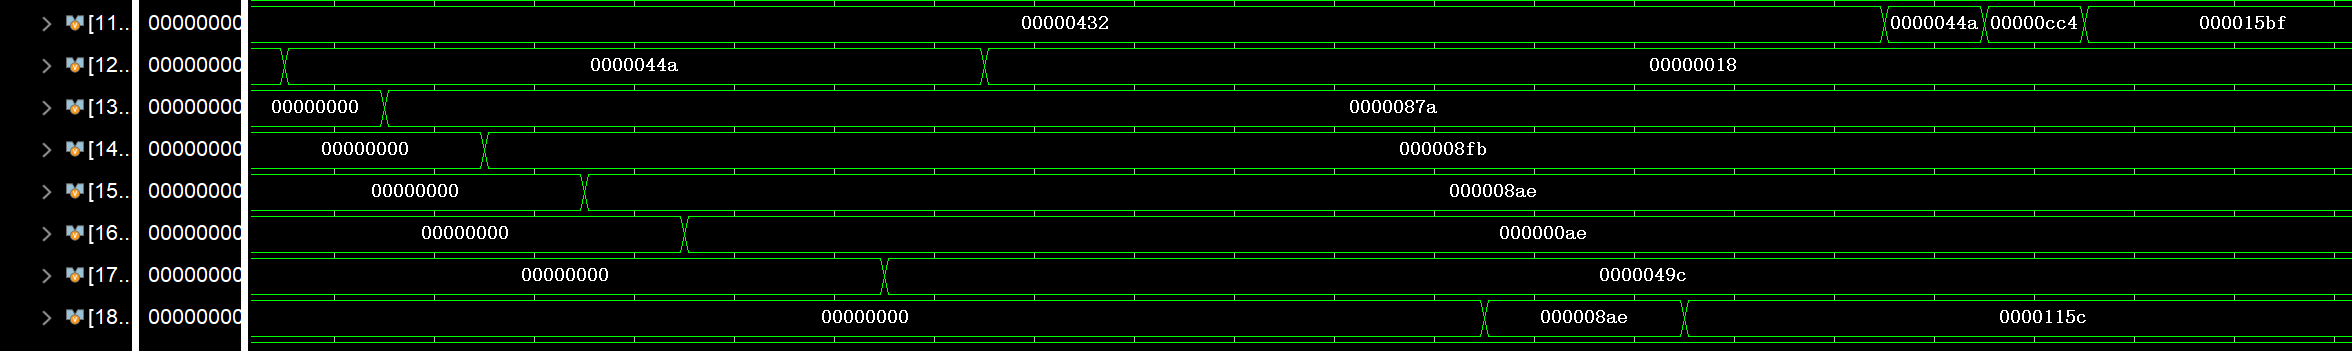 [11... 00000000 00000432 0000044a 00000cc4 000015bf
[12... 00000000 0000044a 00000018
[13... 00000000 00000000 0000087a
[14... 00000000 00000000 000008fb
[15... 00000000 00000000 000008ae
[16... 00000000 00000000 000000ae
[17... 00000000 00000000 0000049c
[18... 00000000 00000000 000008ae 0000115c